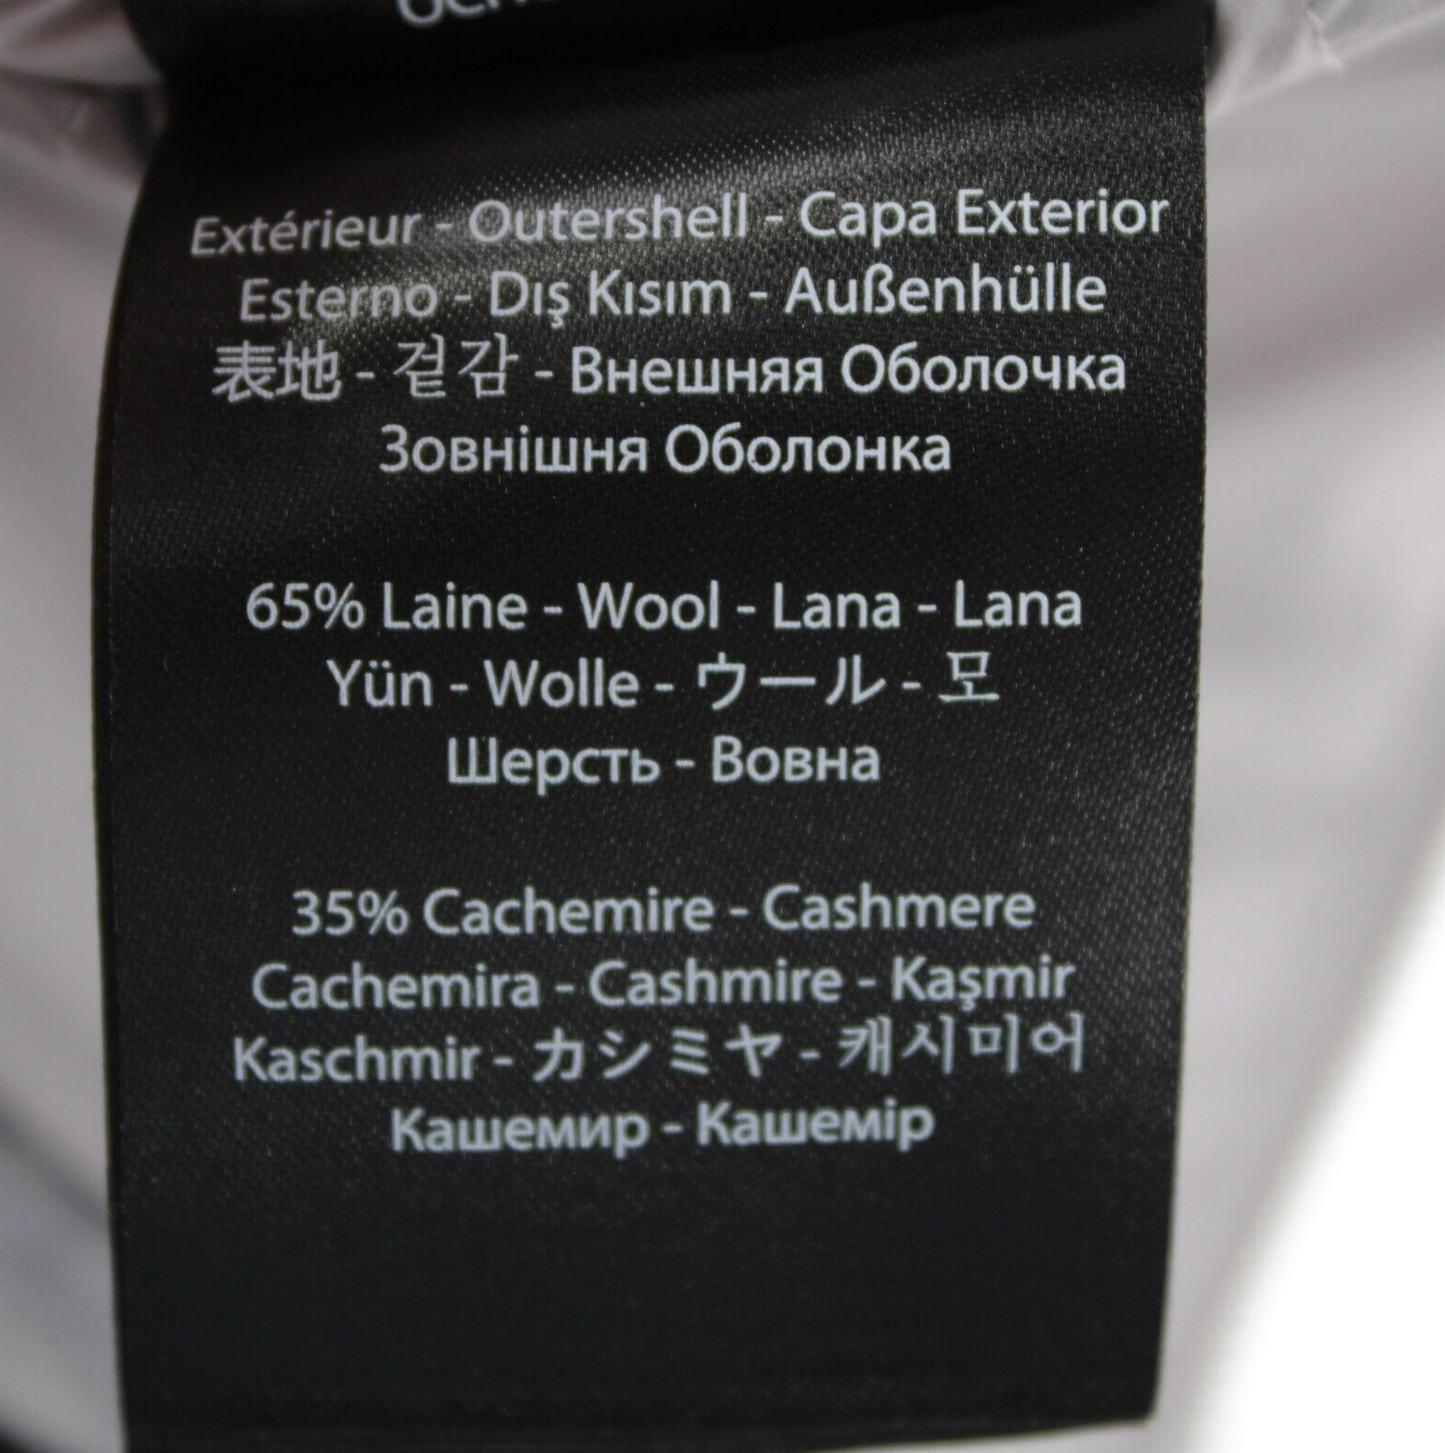 Extérieur - Outershell - Capa Exterior
Esterno - Dış Kısım - Außenhülle
表地 - 겉감 - Внешняя Оболочка
Зовнішня Оболонка
65% Laine - Wool - Lana - Lana
Yün - Wolle - ウール - 모
Шерсть - Вовна
35% Cachemire - Cashmere
Cachemira - Cashmire - Kaşmir
Kaschmir - カシミヤ - 캐시미어
Кашемир - Кашемір